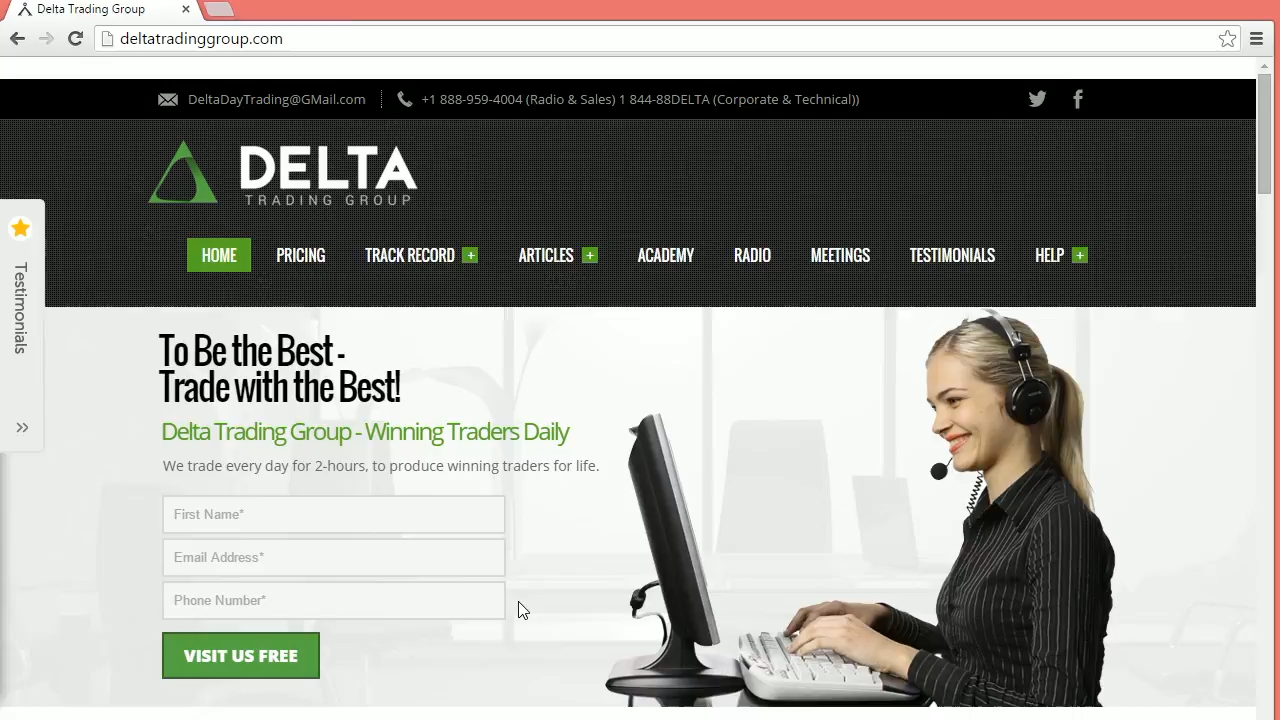 Delta Trading Group
deltatradinggroup.com
DeltaDayTrading@GMail.com
+1 888-959-4004 (Radio & Sales) 1 844-88DELTA (Corporate & Technical))
DELTA
TRADING GROUP
HOME PRICING TRACK RECORD + ARTICLES + ACADEMY RADIO MEETINGS TESTIMONIALS HELP +
Testimonials
To Be the Best -
Trade with the Best!
Delta Trading Group - Winning Traders Daily
We trade every day for 2-hours, to produce winning traders for life.
First Name*
Email Address*
Phone Number*
VISIT US FREE